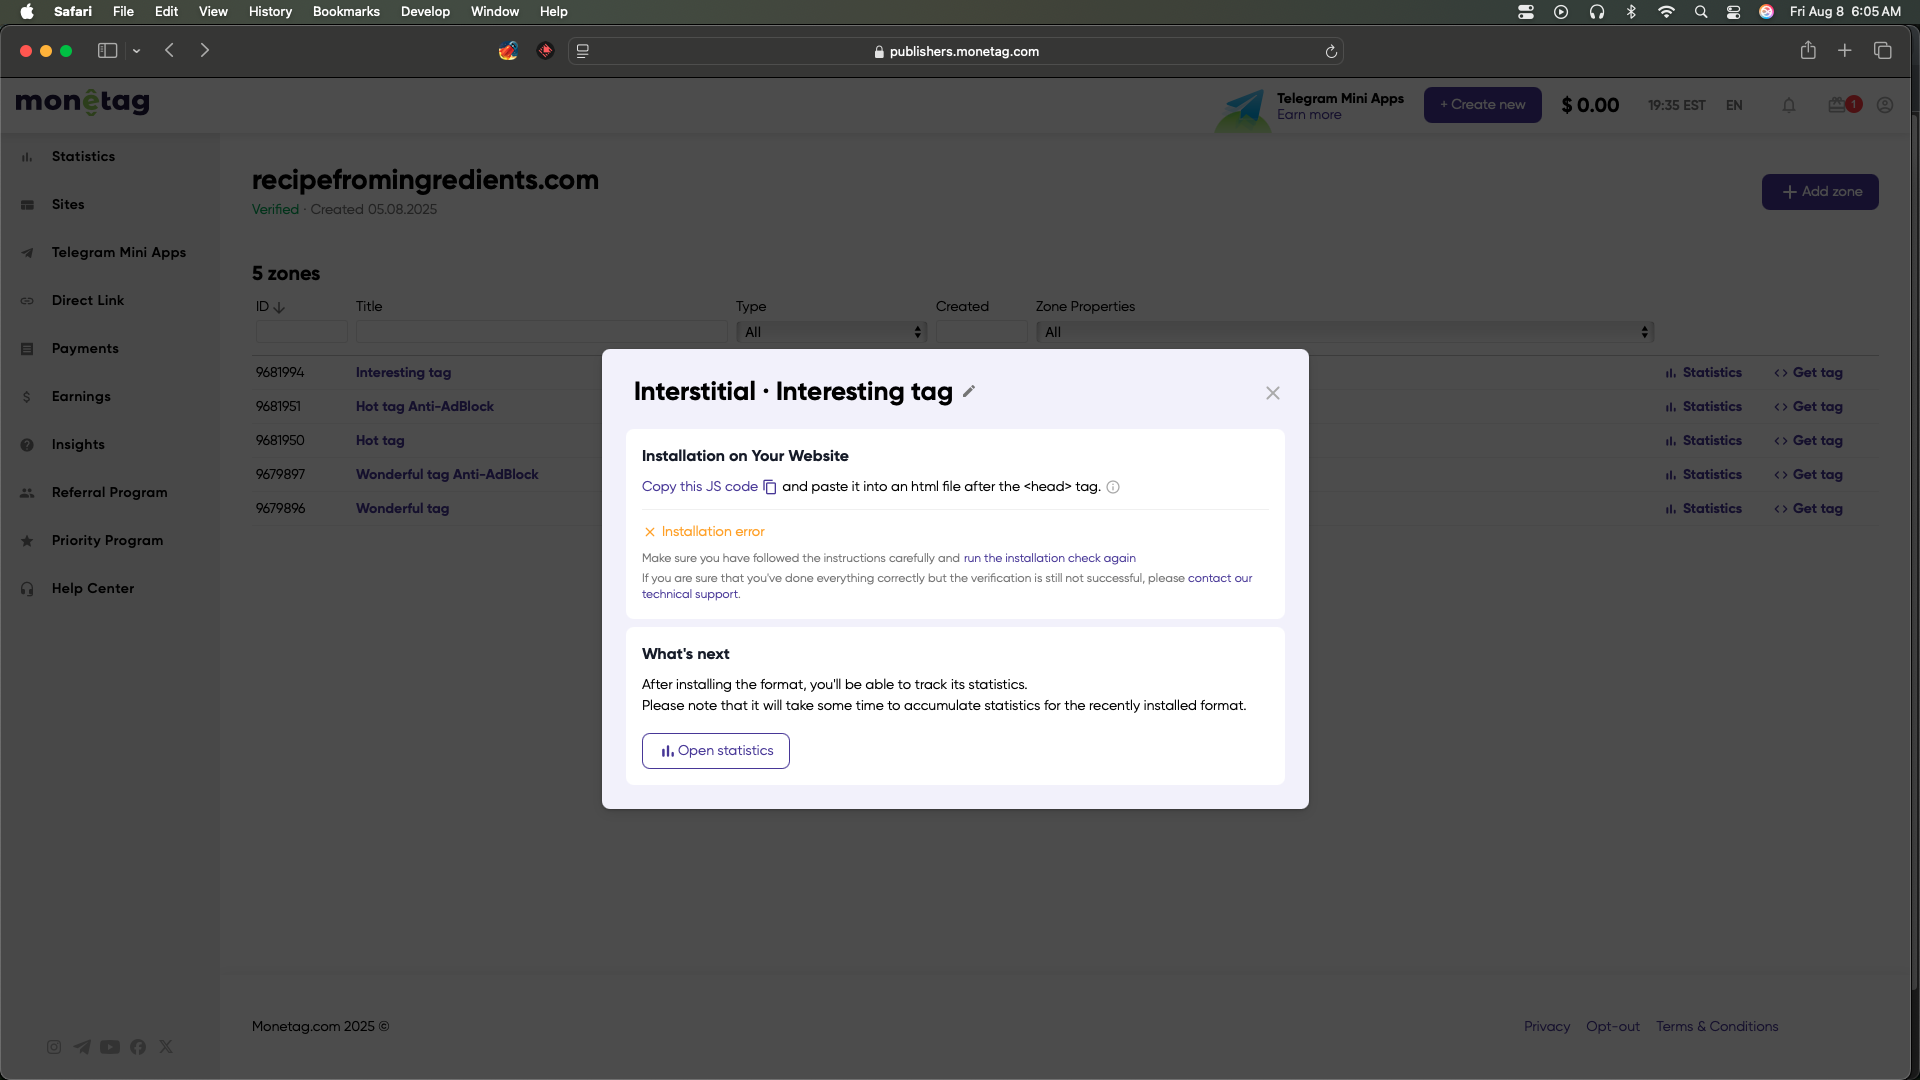 Safari File Edit View History Bookmarks Develop Window Help Fri Aug 8 6:05 AM
publishers.monetag.com
monetag
Telegram Mini Apps
Earn more
+ Create new
$ 0.00
19:35 EST
EN
1
Statistics
Sites
Telegram Mini Apps
Direct Link
Payments
Earnings
Insights
Referral Program
Priority Program
Help Center
recipefromingredients.com
Verified · Created 05.08.2025
Add zone
5 zones
ID Title Type Created Zone Properties
All All
9681994 Interesting tag Statistics Get tag
9681951 Hot tag Anti-AdBlock Statistics Get tag
9681950 Hot tag Statistics Get tag
9679897 Wonderful tag Anti-AdBlock Statistics Get tag
9679896 Wonderful tag Statistics Get tag
Interstitial · Interesting tag
Installation on Your Website
Copy this JS code and paste it into an html file after the <head> tag.
Installation error
Make sure you have followed the instructions carefully and run the installation check again
If you are sure that you've done everything correctly but the verification is still not successful, please contact our
technical support.
What's next
After installing the format, you'll be able to track its statistics.
Please note that it will take some time to accumulate statistics for the recently installed format.
Open statistics
Monetag.com 2025 ©
Privacy Opt-out Terms & Conditions